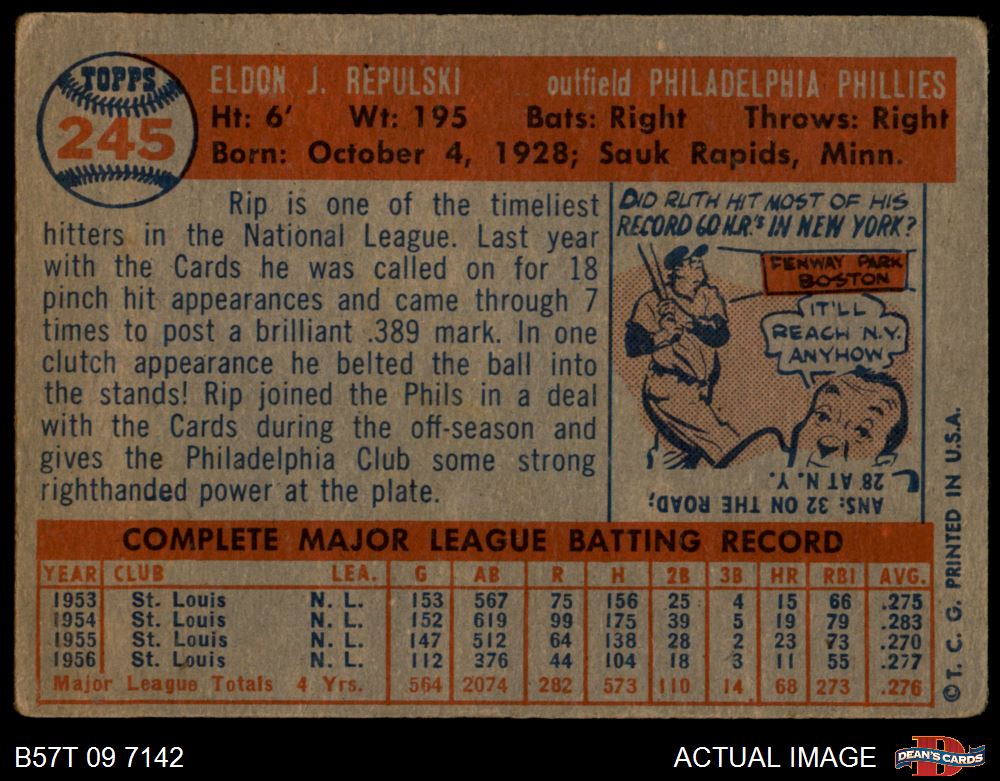 TOPPS
245
ELDON J. REPULSKI outfield PHILADELPHIA PHILLIES
Ht: 6' Wt: 195 Bats: Right Throws: Right
Born: October 4, 1928; Sauk Rapids, Minn.
Rip is one of the timeliest
hitters in the National League. Last year
with the Cards he was called on for 18
pinch hit appearances and came through 7
times to post a brilliant .389 mark. In one
clutch appearance he belted the ball into
the stands! Rip joined the Phils in a deal
with the Cards during the off-season and
gives the Philadelphia Club some strong
righthanded power at the plate.
DID RUTH HIT MOST OF HIS
RECORD 60 H.R.'S IN NEW YORK?
FENWAY PARK
BOSTON
IT'LL
REACH N.Y.
ANYHOW
ANS: 32 ON THE ROAD;
28 AT N.Y.
COMPLETE MAJOR LEAGUE BATTING RECORD
YEAR CLUB LEA. G AB R H 2B 3B HR RBI AVG.
1953 St. Louis N. L. 153 567 75 156 25 4 15 66 .275
1954 St. Louis N. L. 152 619 99 175 39 5 19 79 .283
1955 St. Louis N. L. 147 512 64 138 28 2 23 73 .270
1956 St. Louis N. L. 112 376 44 104 18 3 11 55 .277
Major League Totals 4 Yrs. 564 2074 282 573 110 14 68 273 .276
© T. C. G. PRINTED IN U.S.A.
B57T 09 7142
ACTUAL IMAGE
DEAN'S CARDS